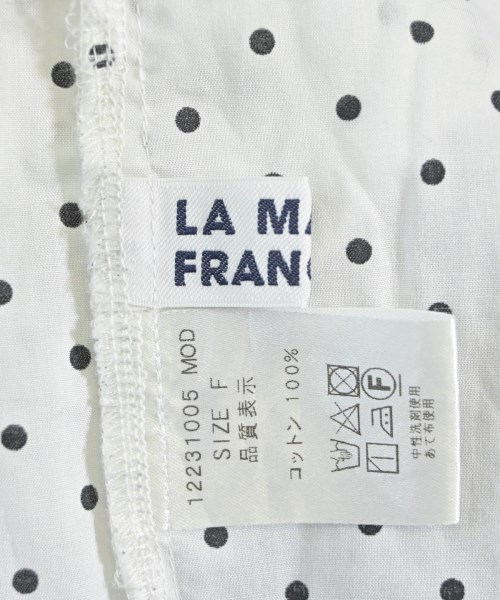 LA MA
FRAN
12231005 MOD
SIZE F
品質表示
コットン 100%
F
中性洗剤使用
あて布使用